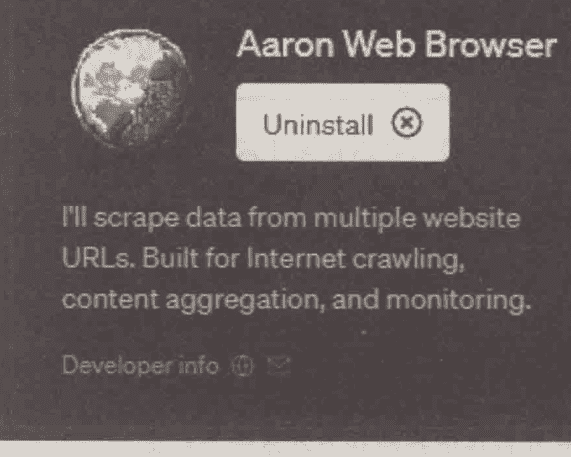 Aaron Web Browser
Uninstall
I'll scrape data from multiple website
URLs. Built for Internet crawling,
content aggregation, and monitoring.
Developer info